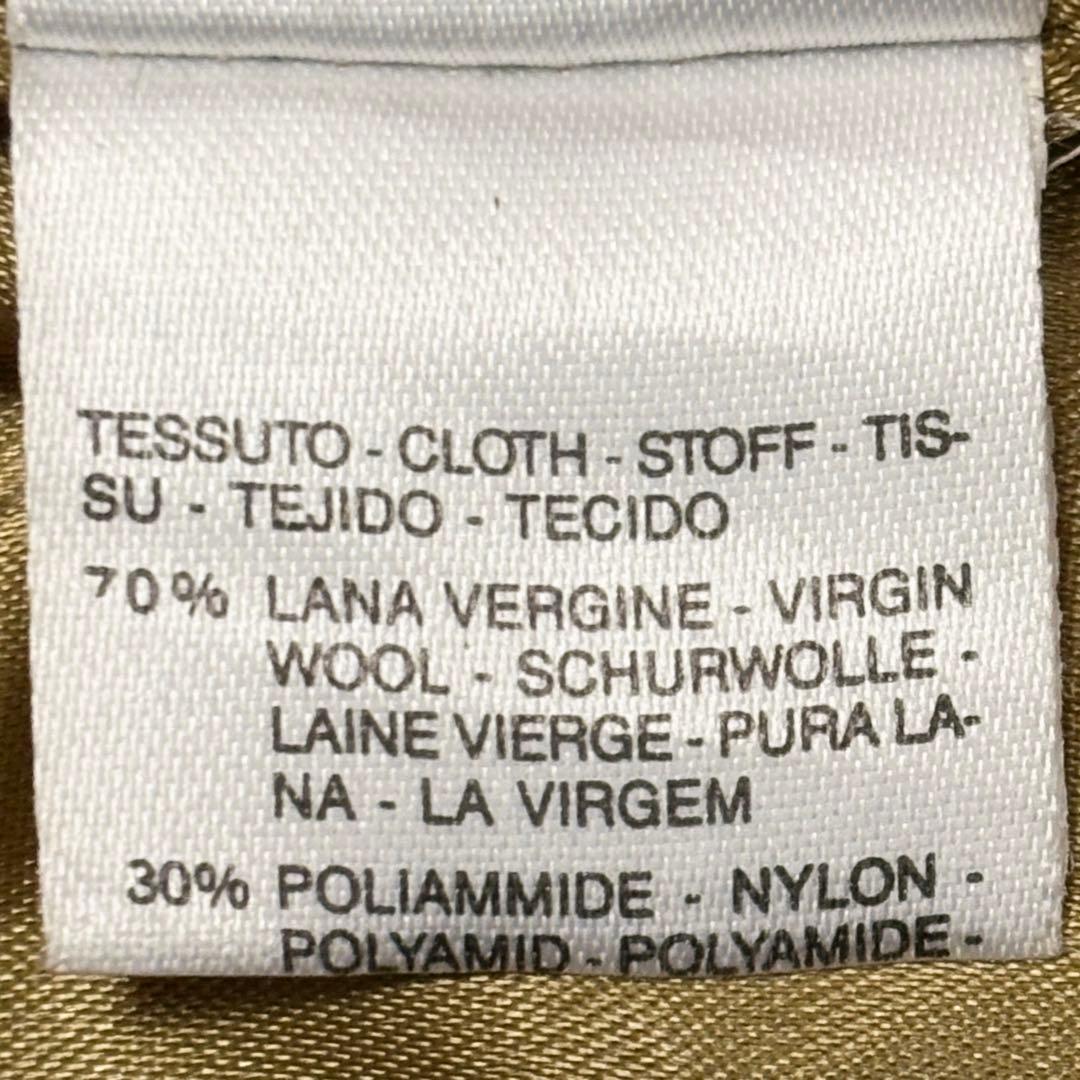 TESSUTO - CLOTH - STOFF - TIS-
SU - TEJIDO - TECIDO
70% LANA VERGINE - VIRGIN
WOOL - SCHURWOLLE -
LAINE VIERGE - PURA LA-
NA - LA VIRGEM
30% POLIAMMIDE - NYLON -
POLYAMID - POLYAMIDE -